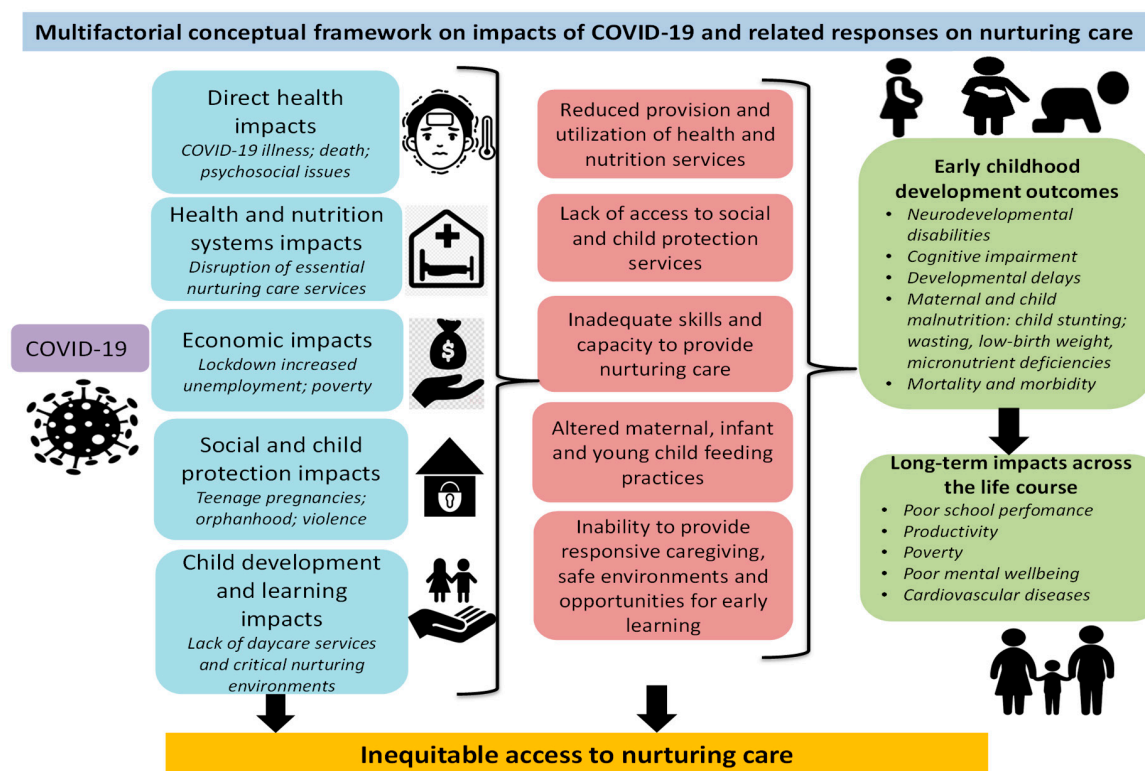 Multifactorial conceptual framework on impacts of COVID-19 and related responses on nurturing care
COVID-19
Direct health
impacts
COVID-19 illness; death;
psychosocial issues
Health and nutrition
systems impacts
Disruption of essential
nurturing care services
Economic impacts
Lockdown increased
unemployment; poverty
$
Social and child
protection impacts
Teenage pregnancies;
orphanhood; violence
Child development
and learning
impacts
Lack of daycare services
and critical nurturing
environments
Reduced provision and
utilization of health and
nutrition services
Lack of access to social
and child protection
services
Inadequate skills and
capacity to provide
nurturing care
Altered maternal, infant
and young child feeding
practices
Inability to provide
responsive caregiving,
safe environments and
opportunities for early
learning
Early childhood
development outcomes
• Neurodevelopmental
disabilities
• Cognitive impairment
• Developmental delays
• Maternal and child
malnutrition: child stunting;
wasting, low-birth weight,
micronutrient deficiencies
• Mortality and morbidity
Long-term impacts across
the life course
• Poor school perfomance
• Productivity
• Poverty
• Poor mental wellbeing
• Cardiovascular diseases
Inequitable access to nurturing care